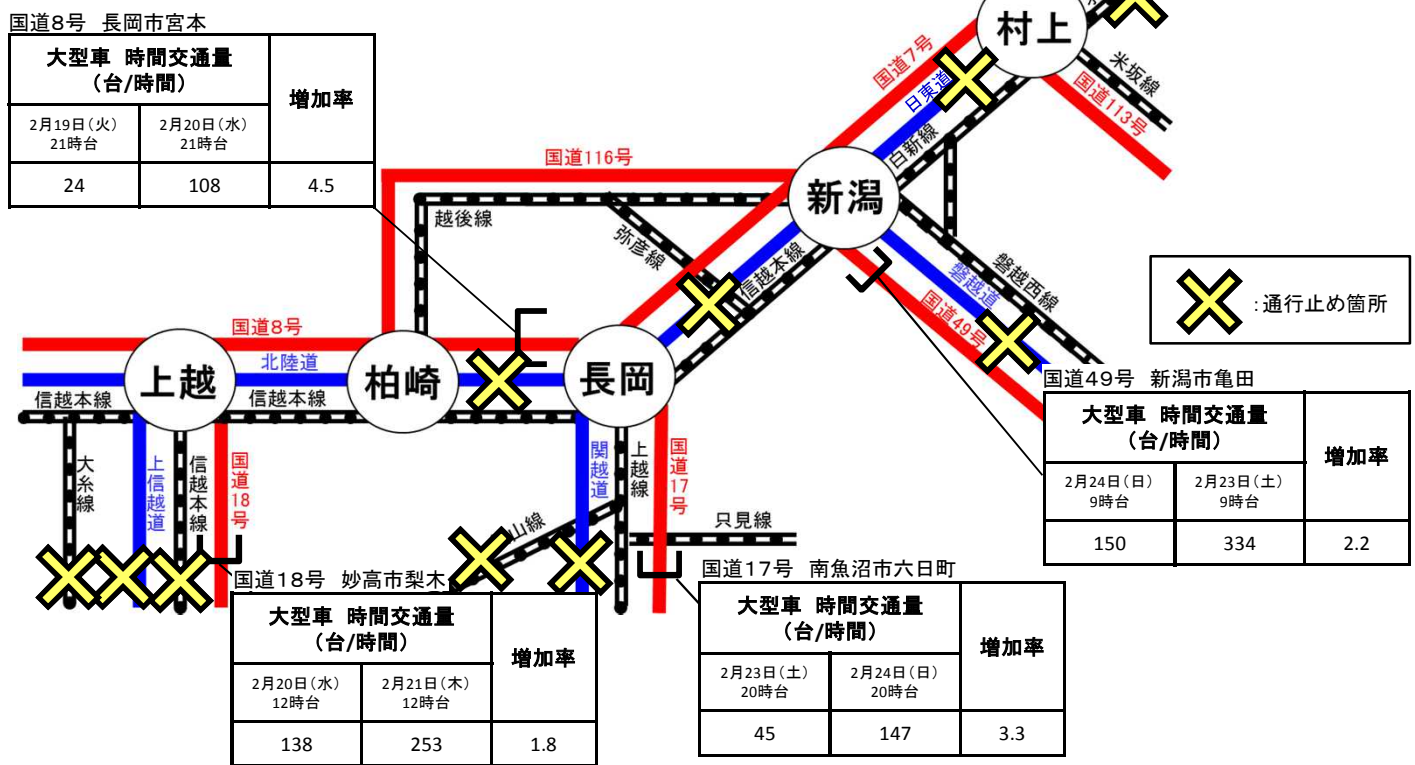 国道8号 長岡市宮本
大型車 時間交通量
(台/時間)
増加率
2月19日(火)
21時台
2月20日(水)
21時台
24
108
4.5
村上
国道7号
日東道
白新線
米坂線
国道113号
国道116号
越後線
弥彦線
新潟
信越本線
磐越道
磐越西線
国道49号
:通行止め箇所
国道8号
北陸道
上越
柏崎
長岡
信越本線
信越本線
大糸線
上信越道
信越本線
国道18号
関越道
上越線
国道17号
山線
只見線
国道49号 新潟市亀田
大型車 時間交通量
(台/時間)
増加率
2月24日(日)
9時台
2月23日(土)
9時台
150
334
2.2
国道18号 妙高市梨木
大型車 時間交通量
(台/時間)
増加率
2月20日(水)
12時台
2月21日(木)
12時台
138
253
1.8
国道17号 南魚沼市六日町
大型車 時間交通量
(台/時間)
増加率
2月23日(土)
20時台
2月24日(日)
20時台
45
147
3.3